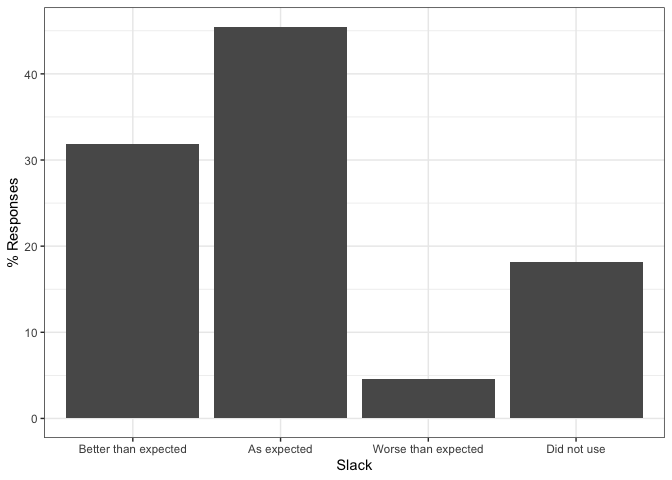 % Responses
40
30
20
10
0
Better than expected
As expected
Worse than expected
Did not use
Slack